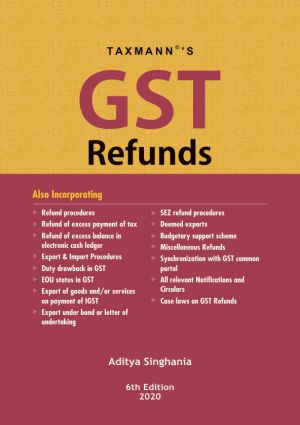 TAXMANN®'S
GST
Refunds
Also Incorporating
Refund procedures
Refund of excess payment of tax
Refund of excess balance in
electronic cash ledger
Export & Import Procedures
Duty drawback in GST
EOU status in GST
Export of goods and/or services
on payment of IGST
Export under bond or letter of
undertaking
SEZ refund procedures
Deemed exports
Budgetary support scheme
Miscellaneous Refunds
Synchronization with GST common
portal
All relevant Notifications and
Circulars
Case laws on GST Refunds
Aditya Singhania
6th Edition
2020